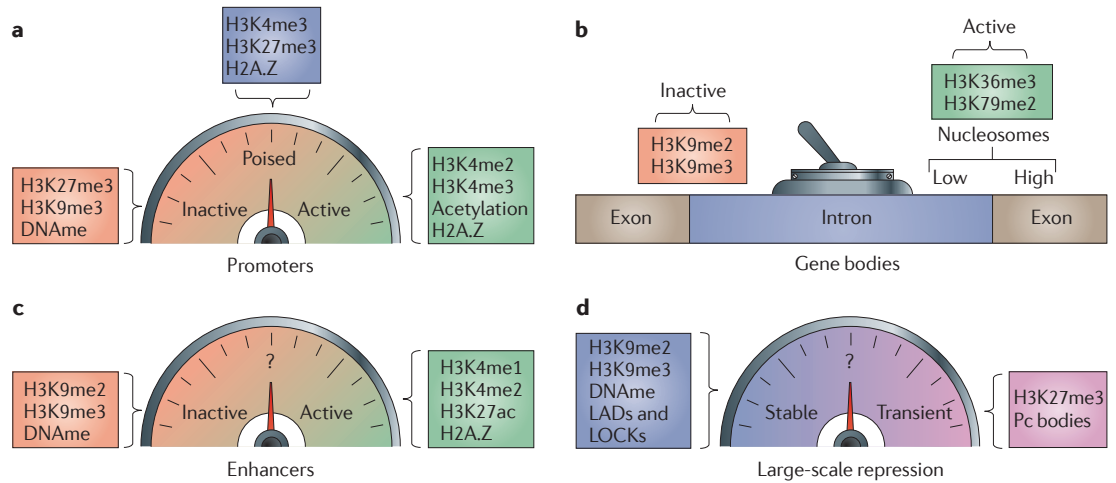 a
H3K4me3
H3K27me3
H2A.Z
H3K27me3
H3K9me3
DNAme
Poised
Inactive
Active
H3K4me2
H3K4me3
Acetylation
H2A.Z
Promoters
b
Inactive
H3K9me2
H3K9me3
Active
H3K36me3
H3K79me2
Nucleosomes
Low
High
Exon
Intron
Exon
Gene bodies
c
H3K9me2
H3K9me3
DNAme
?
Inactive
Active
H3K4me1
H3K4me2
H3K27ac
H2A.Z
Enhancers
d
H3K9me2
H3K9me3
DNAme
LADs and
LOCKs
?
Stable
Transient
H3K27me3
Pc bodies
Large-scale repression